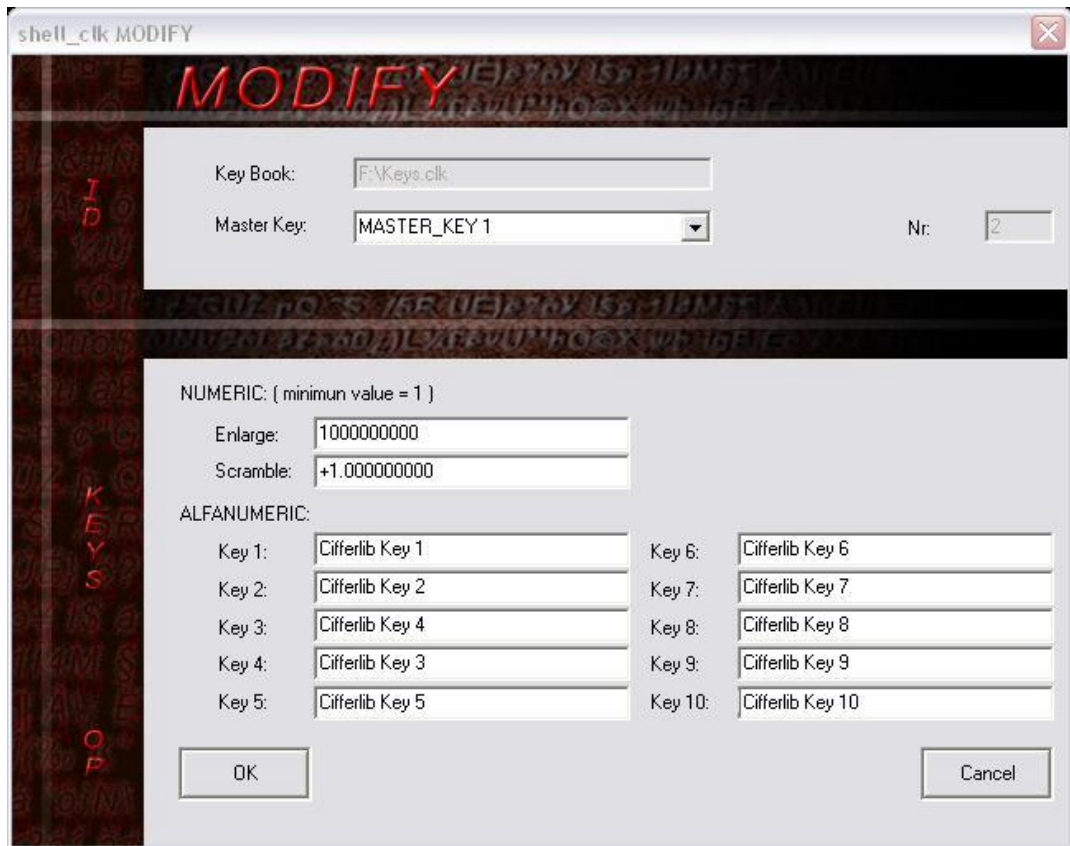 shell_clk MODIFY
MODIFY
ID
Key Book: F:\Keys.clk
Master Key: MASTER_KEY 1 Nr: 2
KEYS
NUMERIC: ( minimun value = 1 )
Enlarge: 1000000000
Scramble: +1.000000000
ALFANUMERIC:
Key 1: Cifferlib Key 1 Key 6: Cifferlib Key 6
Key 2: Cifferlib Key 2 Key 7: Cifferlib Key 7
Key 3: Cifferlib Key 4 Key 8: Cifferlib Key 8
Key 4: Cifferlib Key 3 Key 9: Cifferlib Key 9
Key 5: Cifferlib Key 5 Key 10: Cifferlib Key 10
OP
OK Cancel